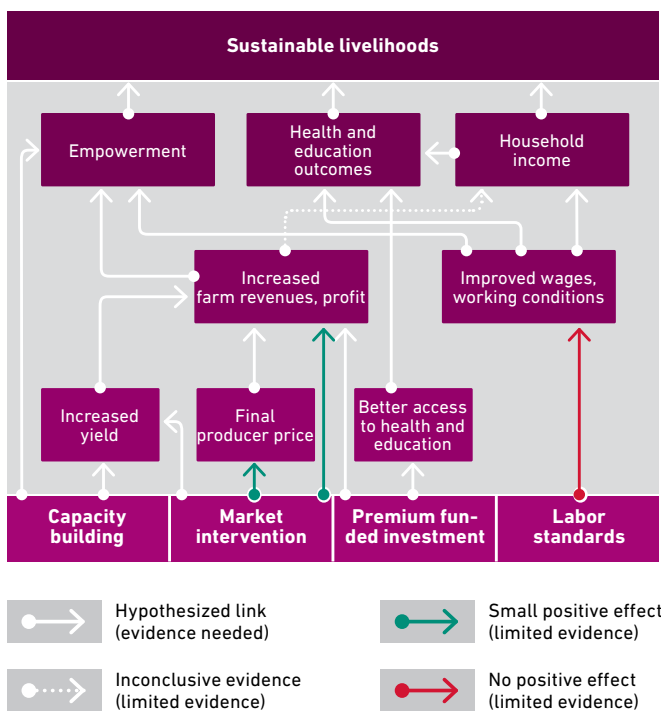 Sustainable livelihoods
Empowerment
Health and
education
outcomes
Household
income
Increased
farm revenues, profit
Improved wages,
working conditions
Increased
yield
Final
producer price
Better access
to health and
education
Capacity
building
Market
intervention
Premium fun-
ded investment
Labor
standards
Hypothesized link
(evidence needed)
Small positive effect
(limited evidence)
Inconclusive evidence
(limited evidence)
No positive effect
(limited evidence)